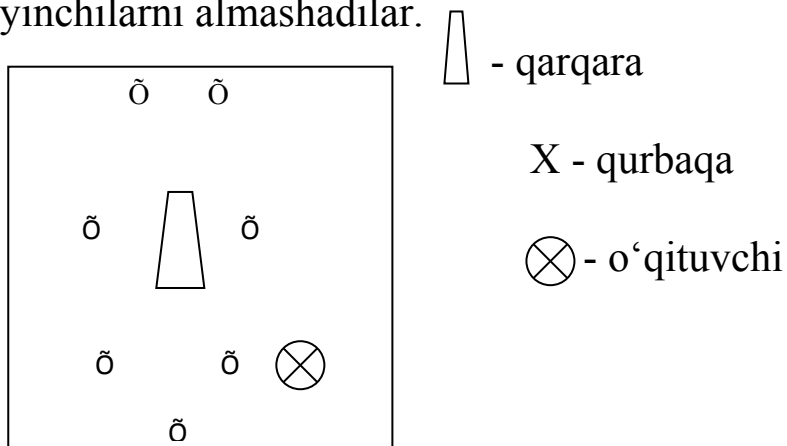 yinchilarni almashadilar.
- qarqara
Õ Õ
X - qurbaqa
Õ Õ
- o‘qituvchi
Õ Õ
Õ